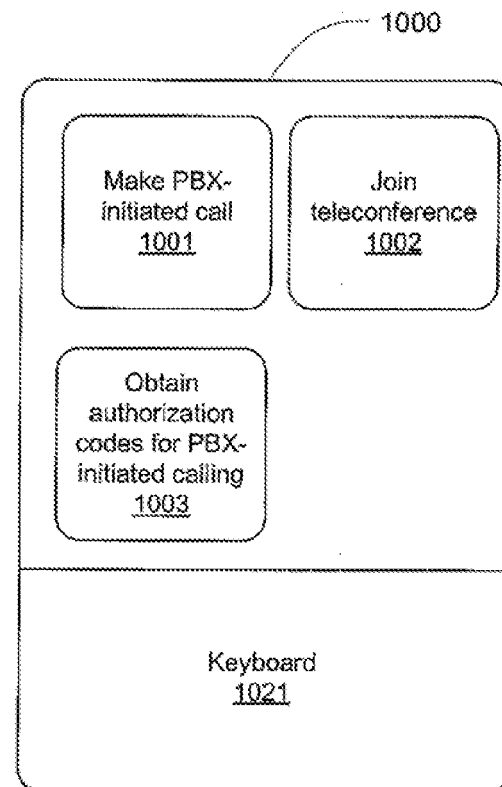 1000
Make PBX-
initiated call
1001
Join
teleconference
1002
Obtain
authorization
codes for PBX-
initiated calling
1003
Keyboard
1021